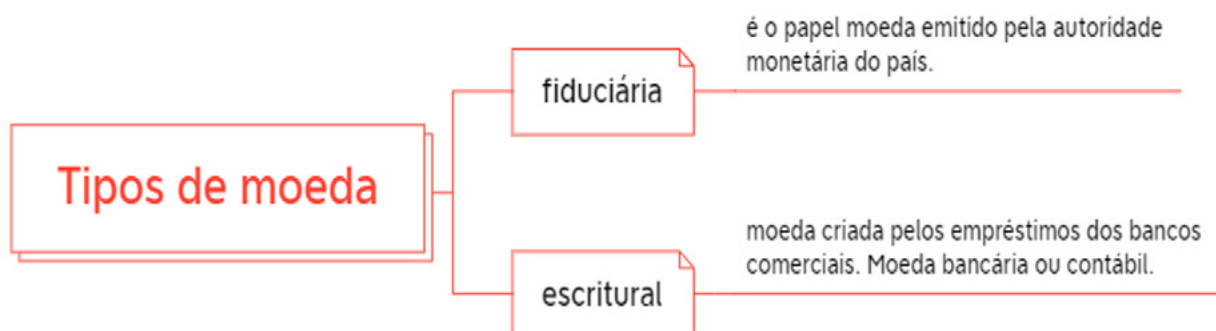 Tipos de moeda
fiduciária
é o papel moeda emitido pela autoridade
monetária do país.
escritural
moeda criada pelos empréstimos dos bancos
comerciais. Moeda bancária ou contábil.